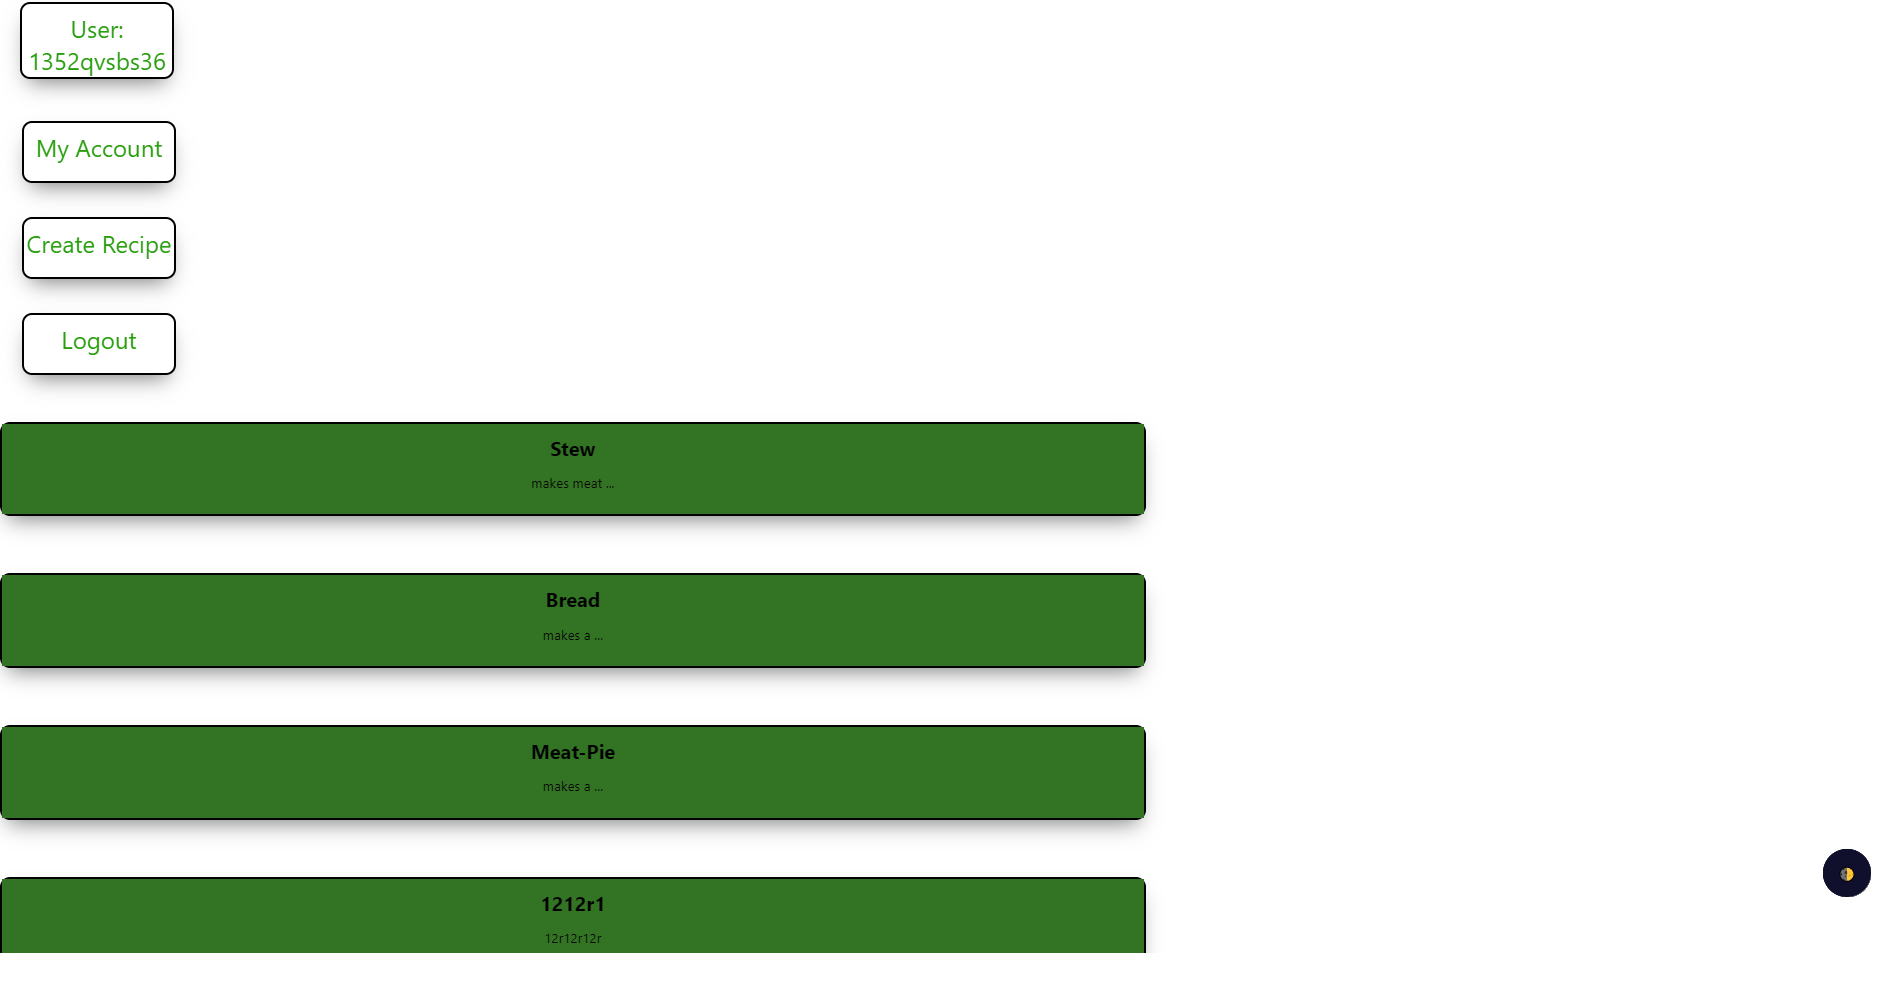 User:
1352qvsbs36
My Account
Create Recipe
Logout
Stew
makes meat ...
Bread
makes a ...
Meat-Pie
makes a ...
1212r1
12r12r12r